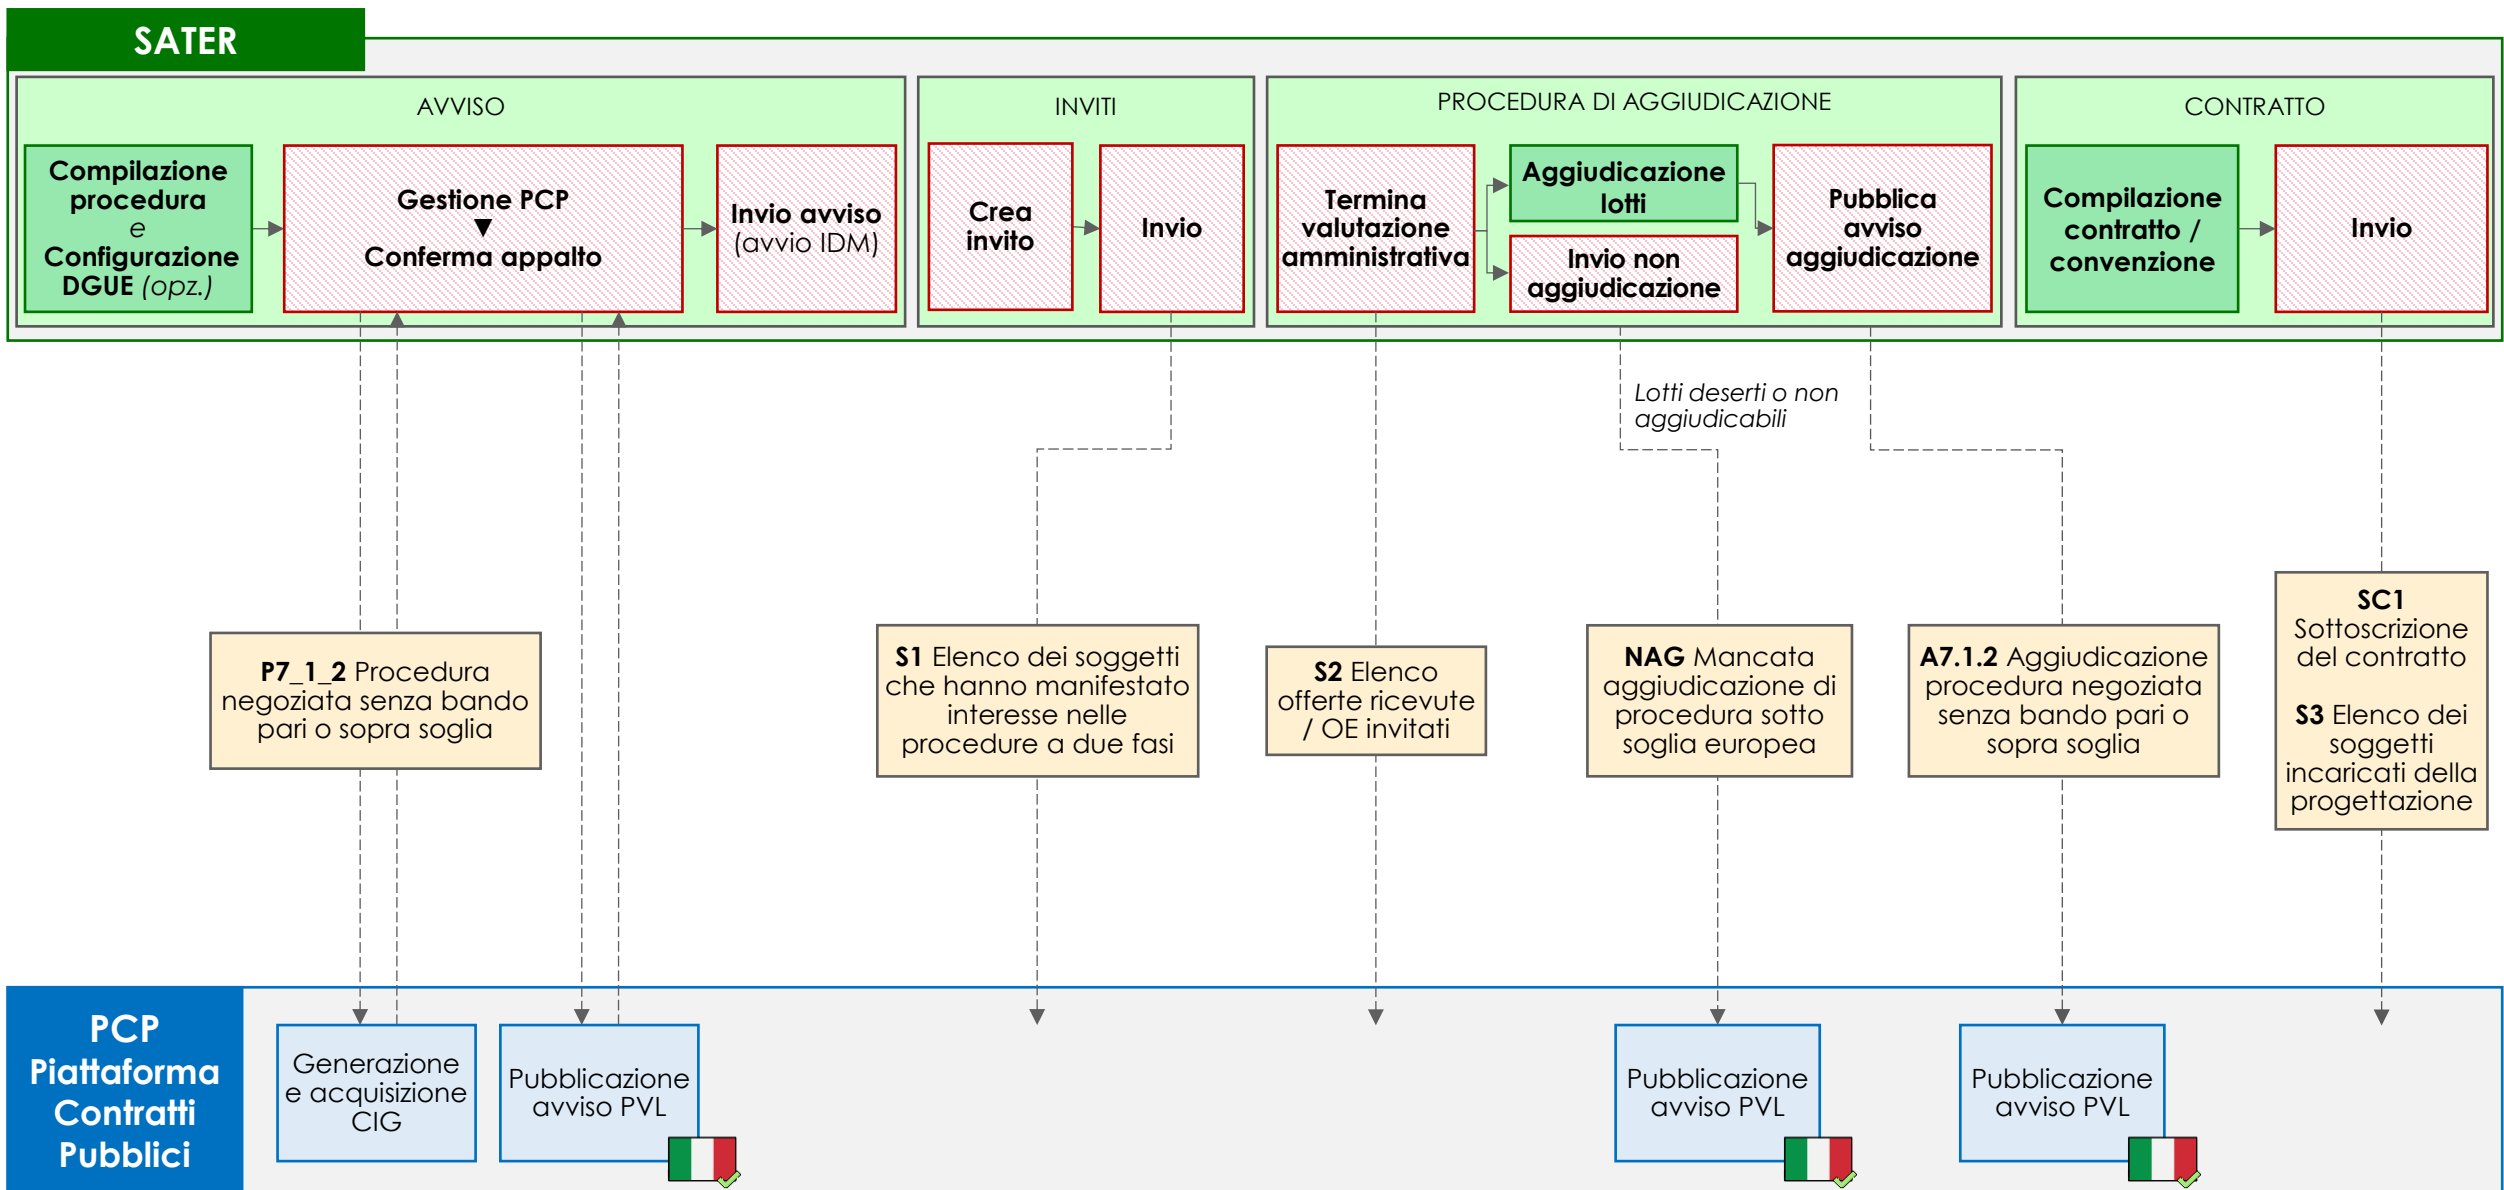 SATER
AVVISO
Compilazione
procedura
e
Configurazione
DGUE (opz.)
Gestione PCP
▼
Conferma appalto
Invio avviso
(avvio IDM)
INVITI
Crea
invito
Invio
PROCEDURA DI AGGIUDICAZIONE
Termina
valutazione
amministrativa
Aggiudicazione
lotti
Invio non
aggiudicazione
Pubblica
avviso
aggiudicazione
CONTRATTO
Compilazione
contratto /
convenzione
Invio
Lotti deserti o non
aggiudicabili
P7_1_2 Procedura
negoziata senza bando
pari o sopra soglia
S1 Elenco dei soggetti
che hanno manifestato
interesse nelle
procedure a due fasi
S2 Elenco
offerte ricevute
/ OE invitati
NAG Mancata
aggiudicazione di
procedura sotto
soglia europea
A7.1.2 Aggiudicazione
procedura negoziata
senza bando pari o
sopra soglia
SC1
Sottoscrizione
del contratto
S3 Elenco dei
soggetti
incaricati della
progettazione
PCP
Piattaforma
Contratti
Pubblici
Generazione
e acquisizione
CIG
Pubblicazione
avviso PVL
Pubblicazione
avviso PVL
Pubblicazione
avviso PVL